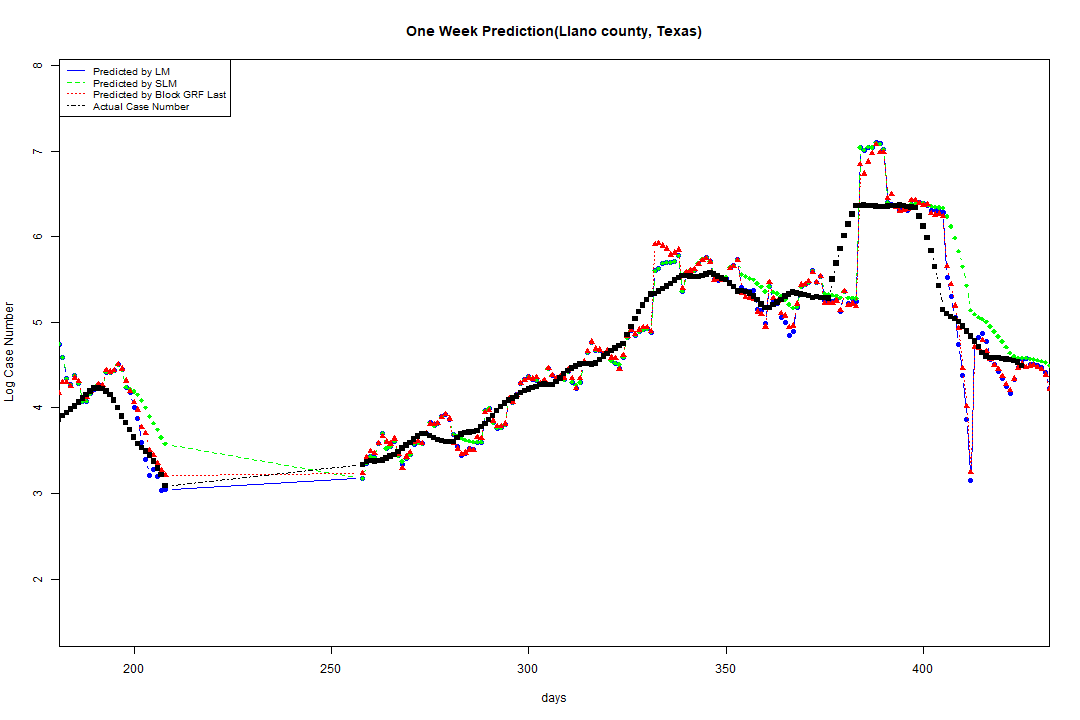 One Week Prediction(Llano county, Texas)
Predicted by LM
Predicted by SLM
Predicted by Block GRF Last
Actual Case Number
Log Case Number
8
7
6
5
4
3
2
200 250 300 350 400
days